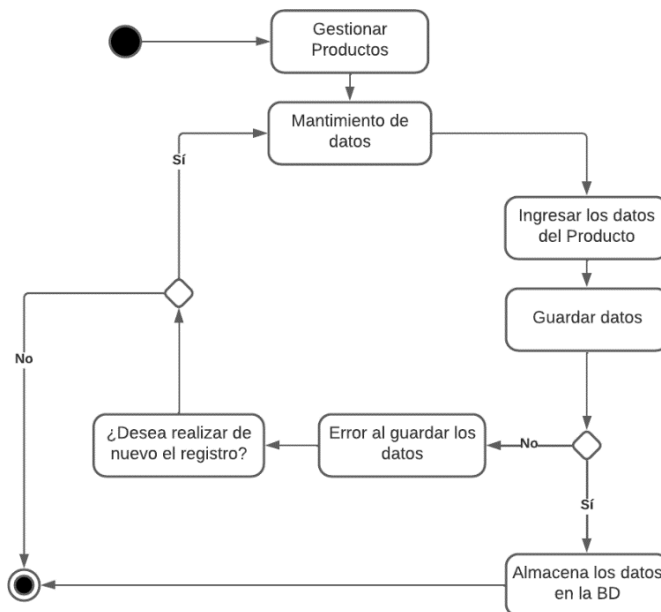 Gestionar
Productos
Mantimiento de
datos
Sí
Ingresar los datos
del Producto
Guardar datos
No
¿Desea realizar de
nuevo el registro?
Error al guardar los
datos
No
Sí
Almacena los datos
en la BD